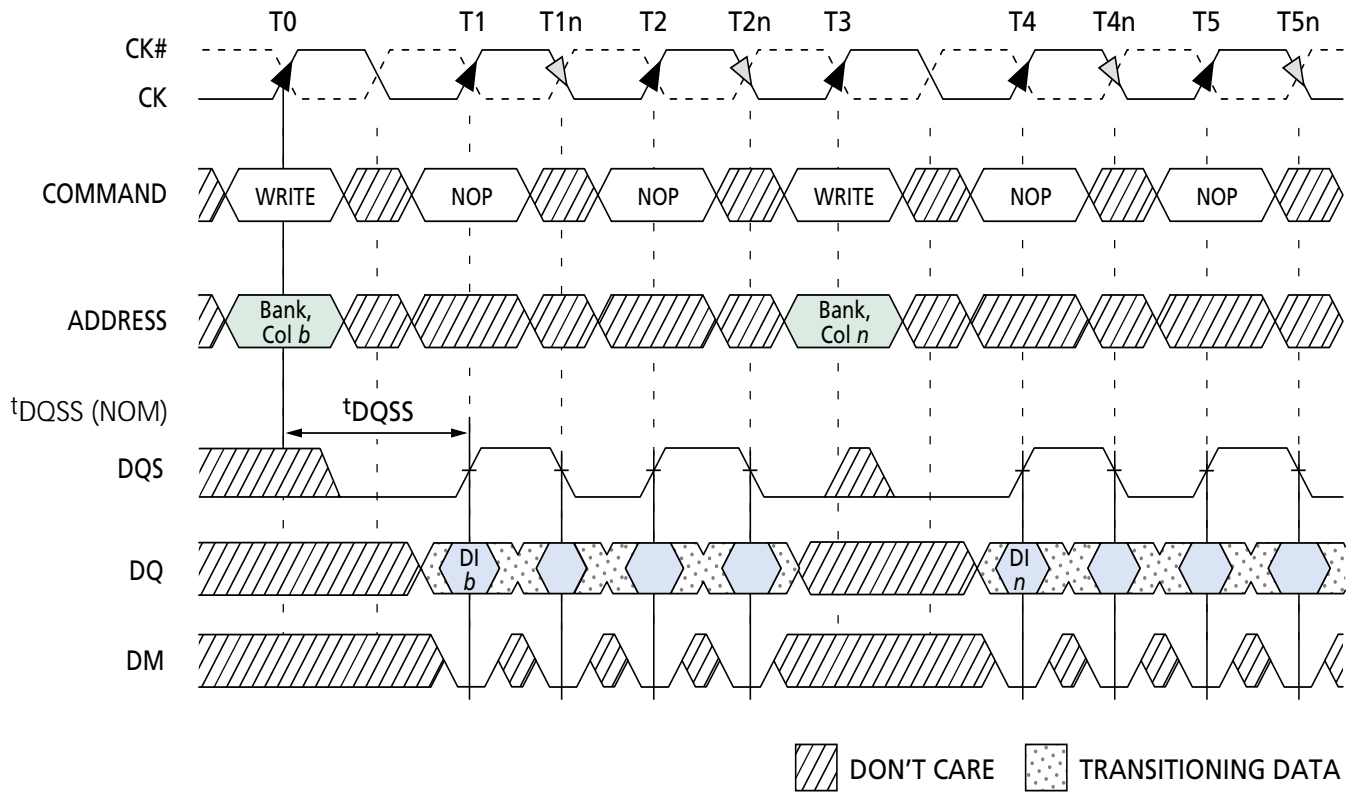 T0 T1 T1n T2 T2n T3 T4 T4n T5 T5n
CK#
CK
COMMAND WRITE NOP NOP WRITE NOP NOP
ADDRESS Bank, Col b Bank, Col n
tDQSS (NOM) tDQSS
DQS
DQ DI b DI n
DM
DON'T CARE TRANSITIONING DATA